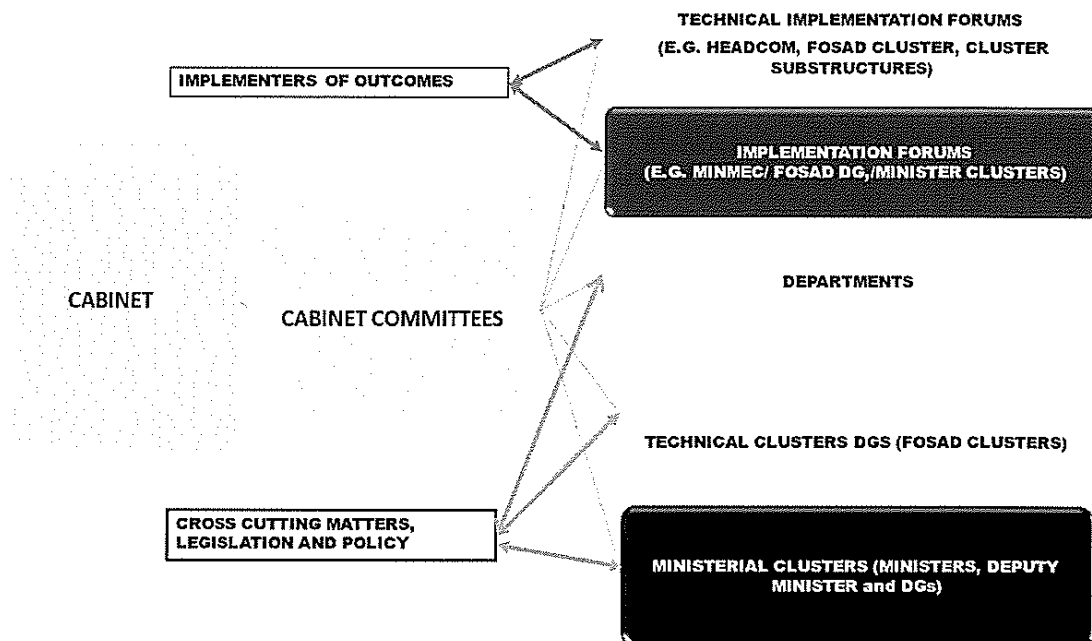 TECHNICAL IMPLEMENTATION FORUMS
(E.G. HEADCOM, FOSAD CLUSTER, CLUSTER
SUBSTRUCTURES)
IMPLEMENTERS OF OUTCOMES
IMPLEMENTATION FORUMS
(E.G. MINMEC/ FOSAD DG,/MINISTER CLUSTERS)
DEPARTMENTS
CABINET
CABINET COMMITTEES
TECHNICAL CLUSTERS DGS (FOSAD CLUSTERS)
CROSS CUTTING MATTERS,
LEGISLATION AND POLICY
MINISTERIAL CLUSTERS (MINISTERS, DEPUTY
MINISTER and DGs)